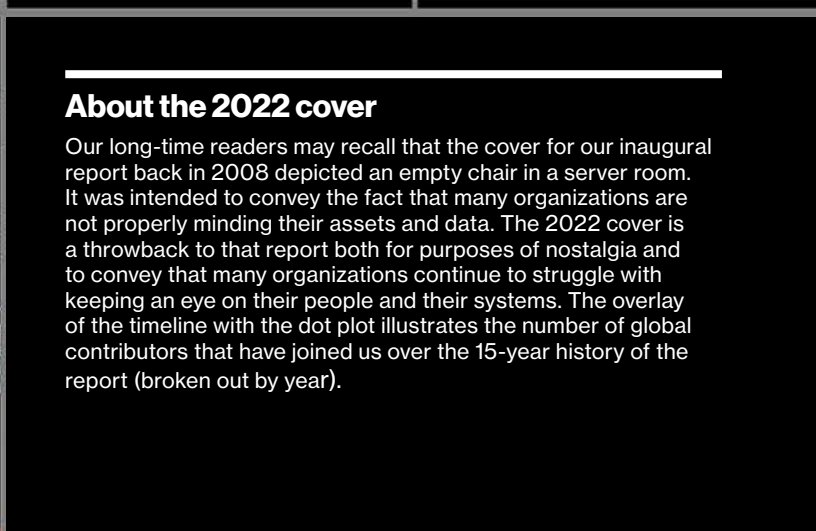 About the 2022 cover
Our long-time readers may recall that the cover for our inaugural
report back in 2008 depicted an empty chair in a server room.
It was intended to convey the fact that many organizations are
not properly minding their assets and data. The 2022 cover is
a throwback to that report both for purposes of nostalgia and
to convey that many organizations continue to struggle with
keeping an eye on their people and their systems. The overlay
of the timeline with the dot plot illustrates the number of global
contributors that have joined us over the 15-year history of the
report (broken out by year).